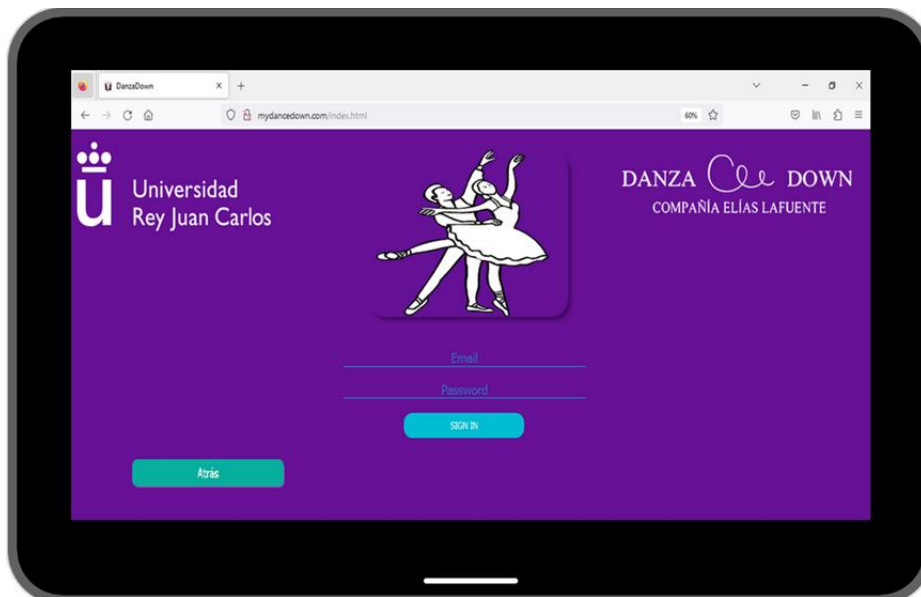 DanzaDown
mydancedown.com/index.html
60%
Universidad
Rey Juan Carlos
DANZA DOWN
COMPAÑÍA ELÍAS LAFUENTE
Email
Password
SIGN IN
Atrás